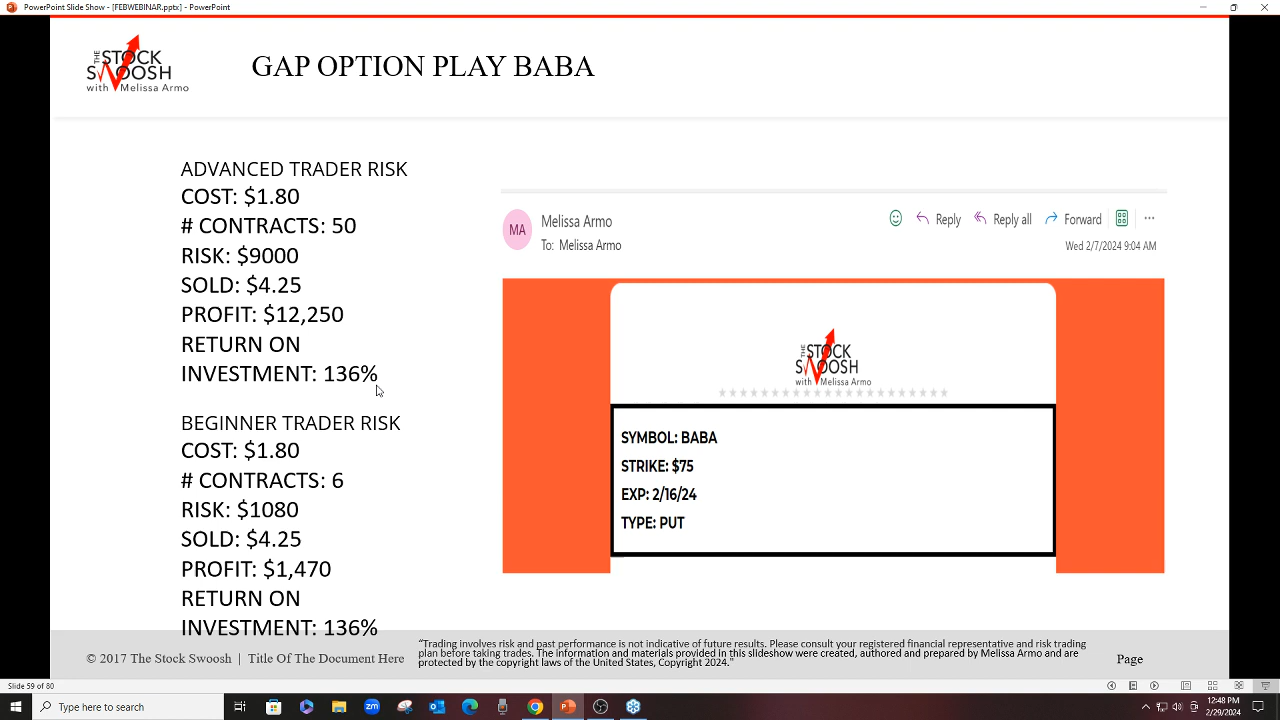 PowerPoint Slide Show - [FEBWEBINAR.pptx] - PowerPoint
THE STOCK SWOOSH
with Melissa Armo
GAP OPTION PLAY BABA
ADVANCED TRADER RISK
COST: $1.80
# CONTRACTS: 50
RISK: $9000
SOLD: $4.25
PROFIT: $12,250
RETURN ON
INVESTMENT: 136%
BEGINNER TRADER RISK
COST: $1.80
# CONTRACTS: 6
RISK: $1080
SOLD: $4.25
PROFIT: $1,470
RETURN ON
INVESTMENT: 136%
MA
Melissa Armo
To: Melissa Armo
Reply
Reply all
Forward
Wed 2/7/2024 9:04 AM
THE STOCK SWOOSH
with Melissa Armo
SYMBOL: BABA
STRIKE: $75
EXP: 2/16/24
TYPE: PUT
© 2017 The Stock Swoosh | Title Of The Document Here
"Trading involves risk and past performance is not indicative of future results. Please consult your registered financial representative and risk trading
plan before taking trades. The information and materials provided in this slideshow were created, authored and prepared by Melissa Armo and are
protected by the copyright laws of the United States, Copyright 2024."
Page
Slide 59 of 80
Type here to search
zm
12:48 PM
2/29/2024